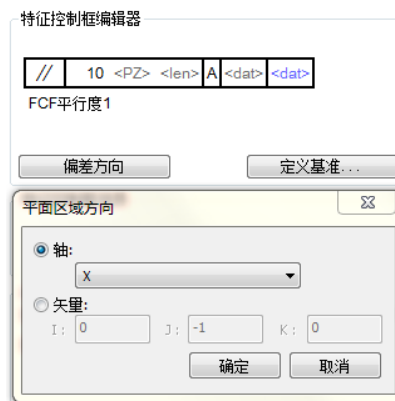 特征控制框编辑器
// 10 <PZ> <len> A <dat> <dat>
FCF平行度1
偏差方向 定义基准...
平面区域方向
轴:
X
矢量:
I: 0 J: -1 K: 0
确定 取消